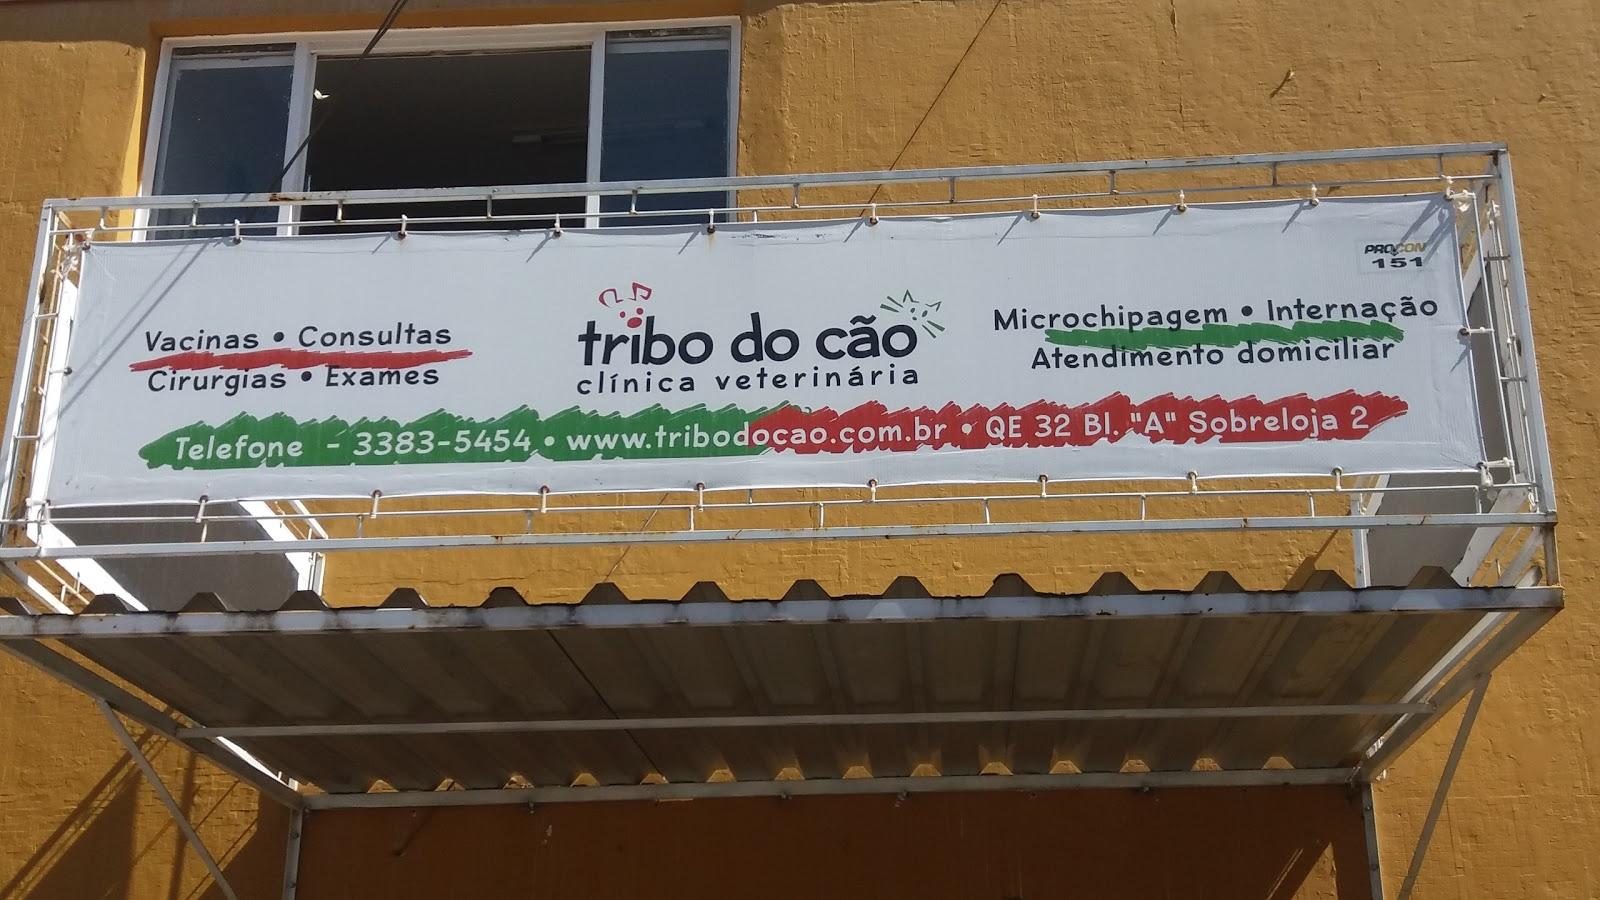 PROCON
151
Vacinas • Consultas
Cirurgias • Exames
tribo do cão
clínica veterinária
Microchipagem • Internação
Atendimento domiciliar
Telefone - 3383-5454 • www.tribodocao.com.br • QE 32 Bl. "A" Sobreloja 2